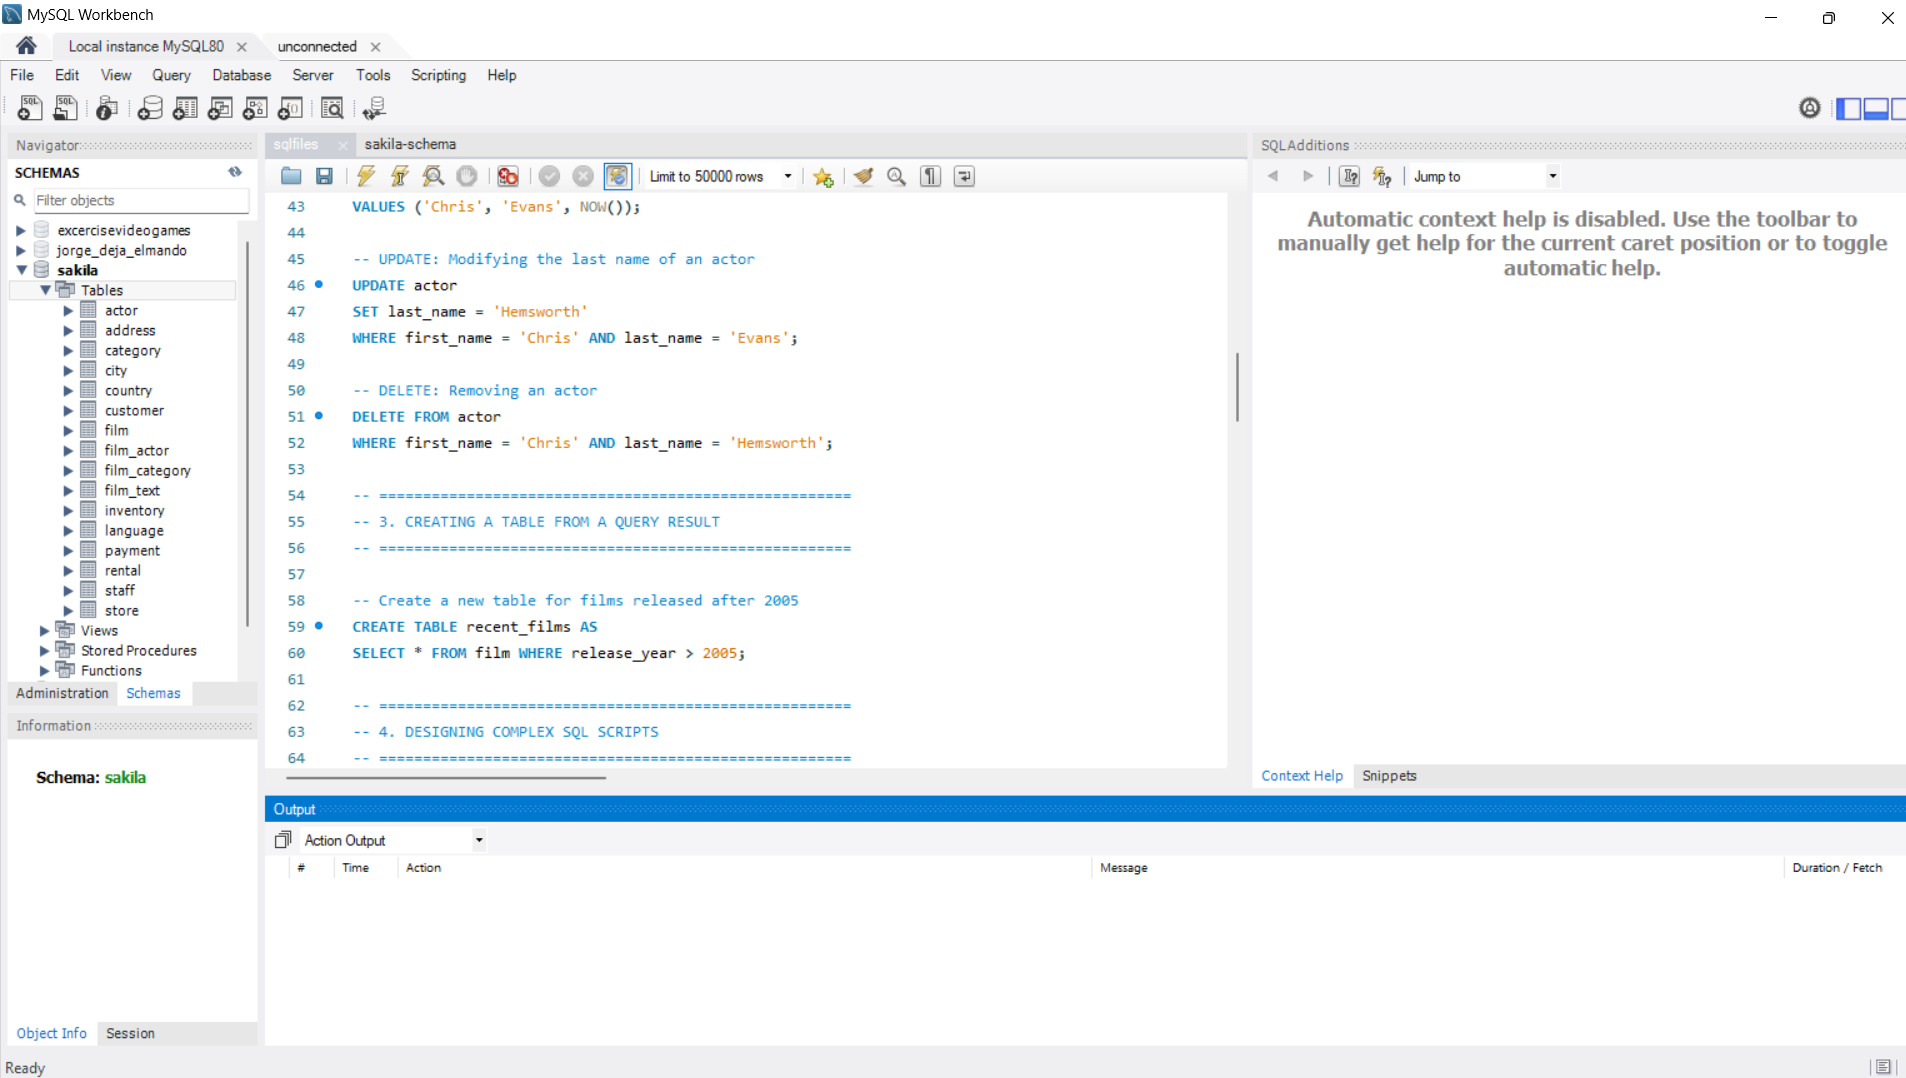 MySQL Workbench
Local instance MySQL80
unconnected
File Edit View Query Database Server Tools Scripting Help
Navigator
SCHEMAS
Filter objects
excercisevideogames
jorge_deja_elmando
sakila
Tables
actor
address
category
city
country
customer
film
film_actor
film_category
film_text
inventory
language
payment
rental
staff
store
Views
Stored Procedures
Functions
Administration Schemas
Information
Schema: sakila
Object Info Session
sqlfiles sakila-schema
Limit to 50000 rows
43 VALUES ('Chris', 'Evans', NOW());
44
45 -- UPDATE: Modifying the last name of an actor
46 UPDATE actor
47 SET last_name = 'Hemsworth'
48 WHERE first_name = 'Chris' AND last_name = 'Evans';
49
50 -- DELETE: Removing an actor
51 DELETE FROM actor
52 WHERE first_name = 'Chris' AND last_name = 'Hemsworth';
53
54 -- ======================================================
55 -- 3. CREATING A TABLE FROM A QUERY RESULT
56 -- ======================================================
57
58 -- Create a new table for films released after 2005
59 CREATE TABLE recent_films AS
60 SELECT * FROM film WHERE release_year > 2005;
61
62 -- ======================================================
63 -- 4. DESIGNING COMPLEX SQL SCRIPTS
64 -- ======================================================
SQLAdditions
Jump to
Automatic context help is disabled. Use the toolbar to
manually get help for the current caret position or to toggle
automatic help.
Context Help Snippets
Output
Action Output
# Time Action Message Duration / Fetch
Ready